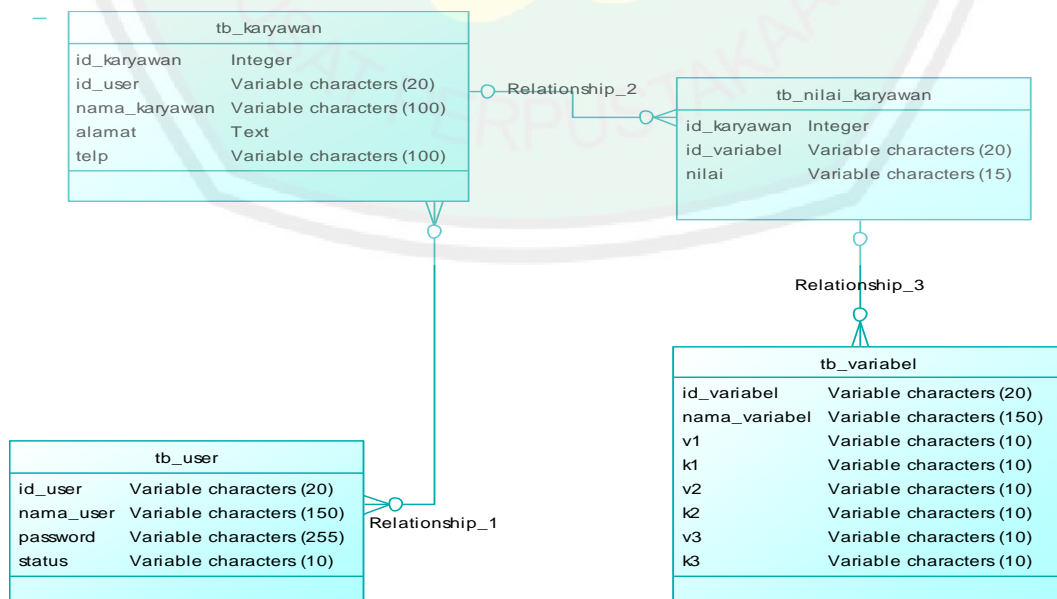 tb_karyawan
id_karyawan Integer
id_user Variable characters (20)
nama_karyawan Variable characters (100)
alamat Text
telp Variable characters (100)
Relationship_2
tb_nilai_karyawan
id_karyawan Integer
id_variabel Variable characters (20)
nilai Variable characters (15)
Relationship_3
tb_variabel
id_variabel Variable characters (20)
nama_variabel Variable characters (150)
v1 Variable characters (10)
k1 Variable characters (10)
v2 Variable characters (10)
k2 Variable characters (10)
v3 Variable characters (10)
k3 Variable characters (10)
tb_user
id_user Variable characters (20)
nama_user Variable characters (150)
password Variable characters (255)
status Variable characters (10)
Relationship_1